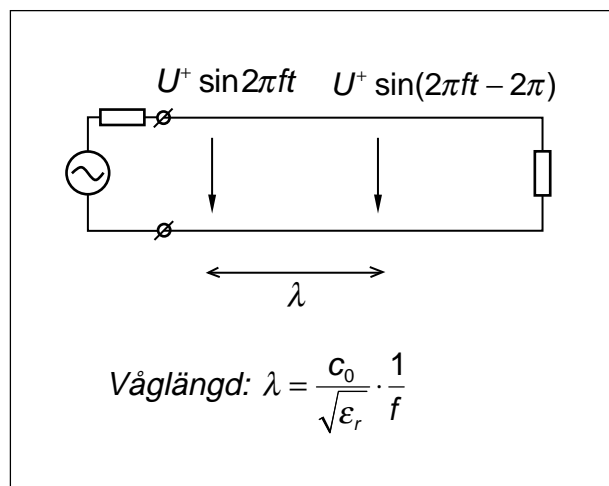 U⁺ sin2πft U⁺ sin(2πft − 2π)
λ
Våglängd: λ = c₀/√εᵣ · 1/f